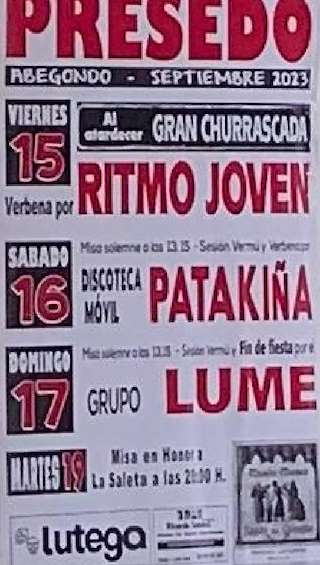 PRESEDO
ABEGONDO - SEPTIEMBRE 2023
VIERNES
15
Al atardecer GRAN CHURRASCADA
Verbena por RITMO JOVEN
SABADO
16
Misa solemne a las 13,15 - Sesión Vermú y Verbena por
DISCOTECA MÓVIL PATAKIÑA
DOMINGO
17
Misa solemne a las 13,15 - Sesión Vermú y Fin de fiesta por el
GRUPO LUME
MARTES 19
Misa en Honor a
La Saleta a las 20:00 H.
lutega